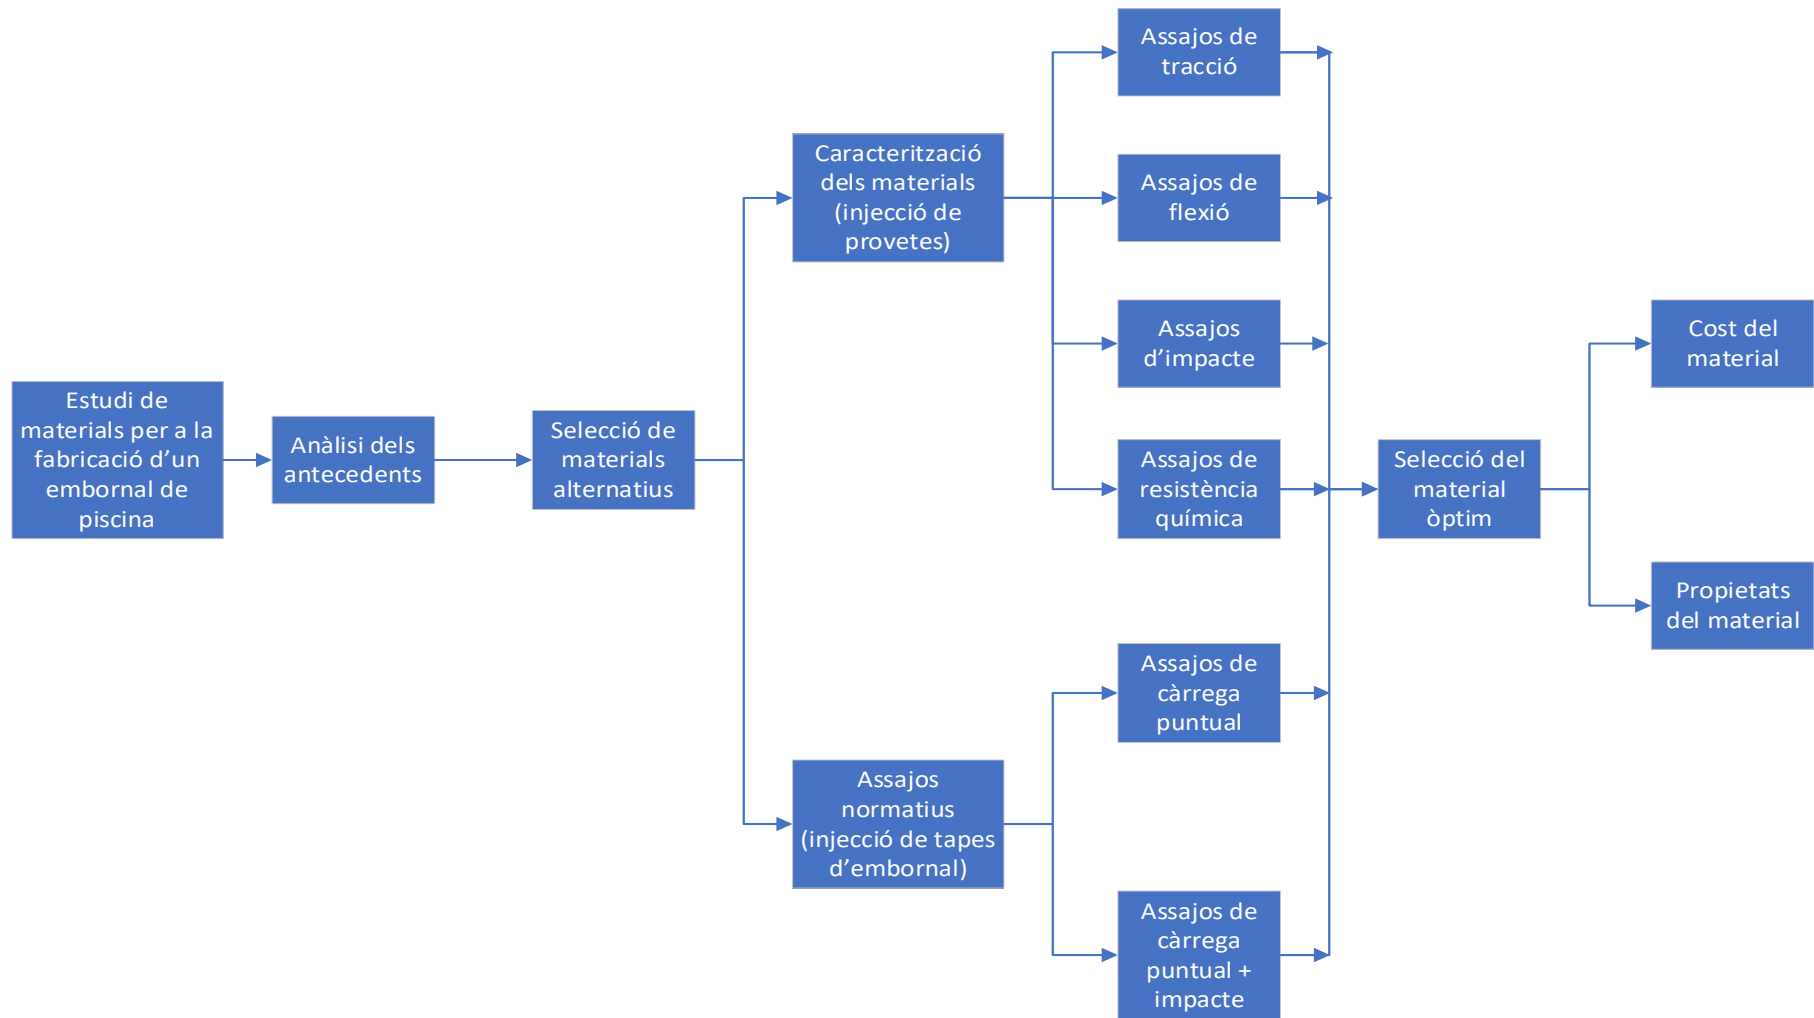 Estudi de
materials per a la
fabricació d’un
embornal de
piscina
Anàlisi dels
antecedents
Selecció de
materials
alternatius
Caracterització
dels materials
(injecció de
provetes)
Assajos
normatius
(injecció de tapes
d’embornal)
Assajos de
tracció
Assajos de
flexió
Assajos
d’impacte
Assajos de
resistència
química
Assajos de
càrrega
puntual
Assajos de
càrrega
puntual +
impacte
Selecció del
material
òptim
Cost del
material
Propietats
del material